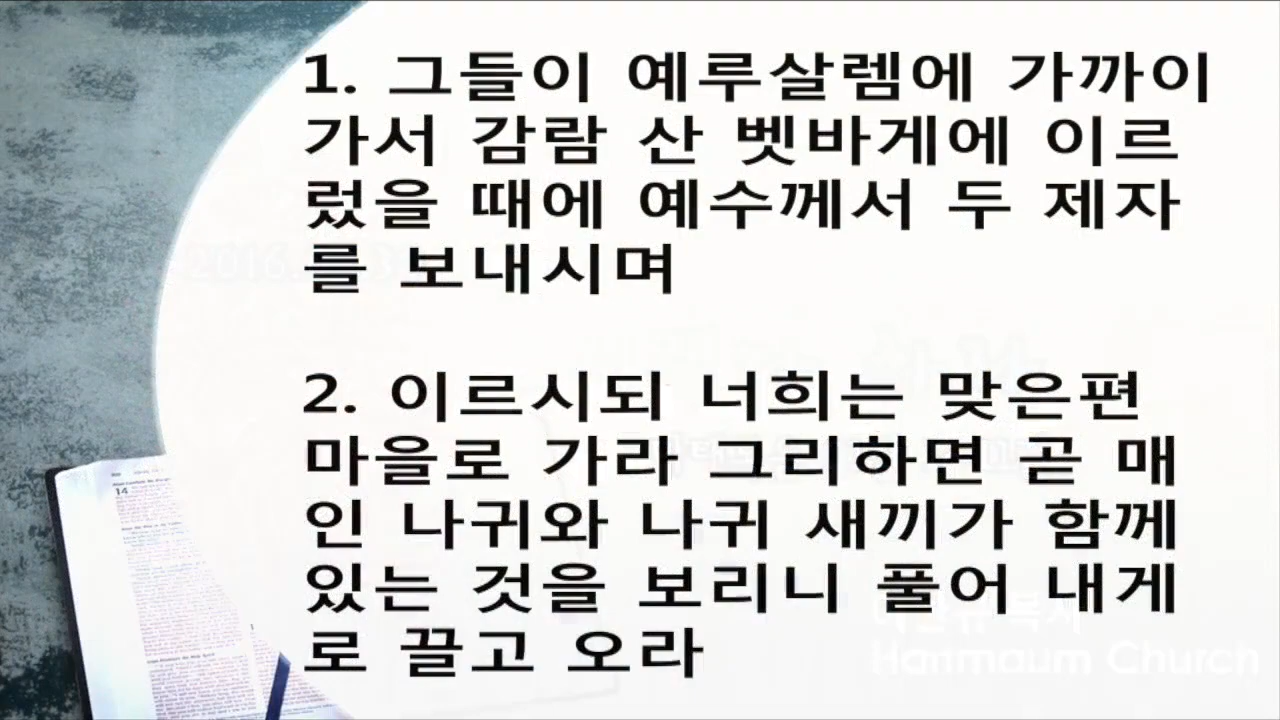 1. 그들이 예루살렘에 가까이
가서 감람 산 벳바게에 이르
렀을 때에 예수께서 두 제자
를 보내시며
2. 이르시되 너희는 맞은편
마을로 가라 그리하면 곧 매
인 나귀와 나귀 새끼가 함께
있는 것을 보리니 풀어 내게
로 끌고 오라